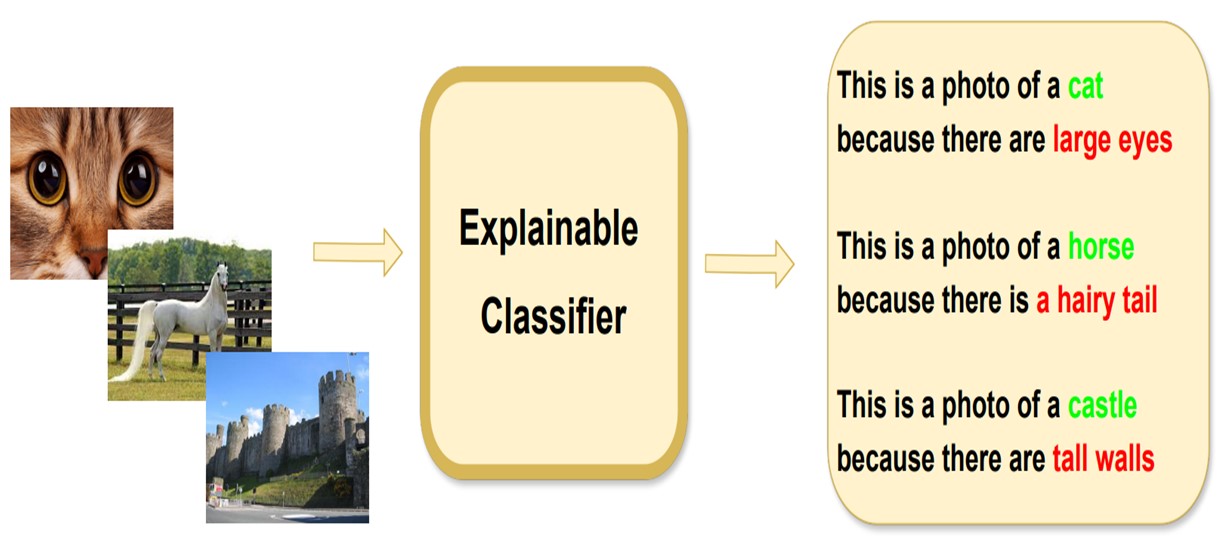 Explainable
Classifier
This is a photo of a cat
because there are large eyes
This is a photo of a horse
because there is a hairy tail
This is a photo of a castle
because there are tall walls